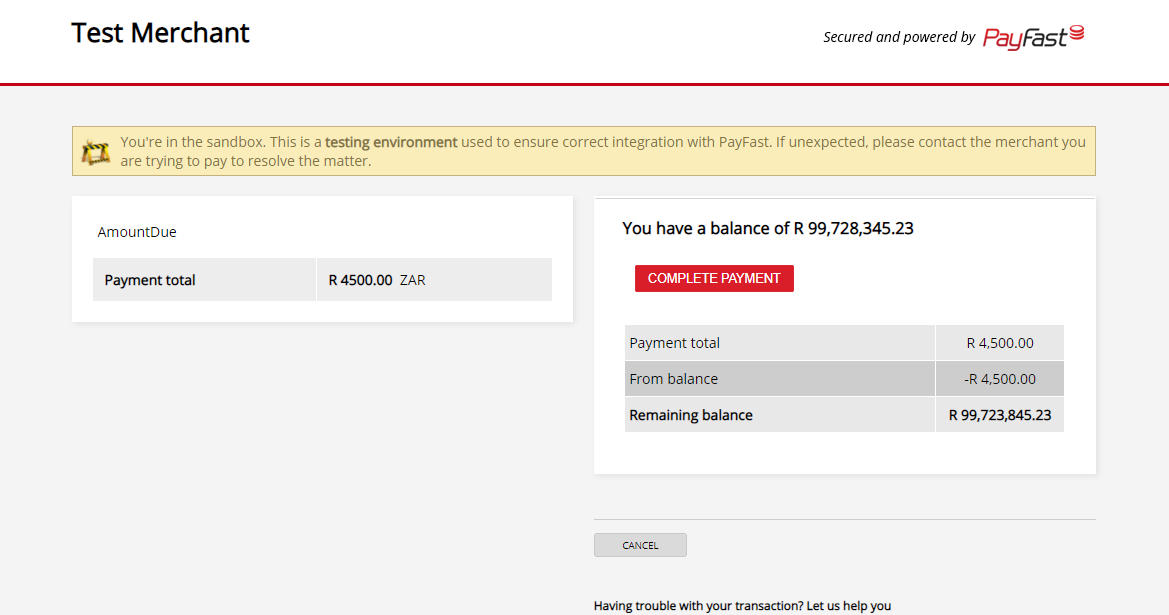 Test Merchant
Secured and powered by PayFast
You're in the sandbox. This is a testing environment used to ensure correct integration with PayFast. If unexpected, please contact the merchant you
are trying to pay to resolve the matter.
AmountDue
Payment total R 4500.00 ZAR
You have a balance of R 99,728,345.23
COMPLETE PAYMENT
Payment total R 4,500.00
From balance -R 4,500.00
Remaining balance R 99,723,845.23
CANCEL
Having trouble with your transaction? Let us help you